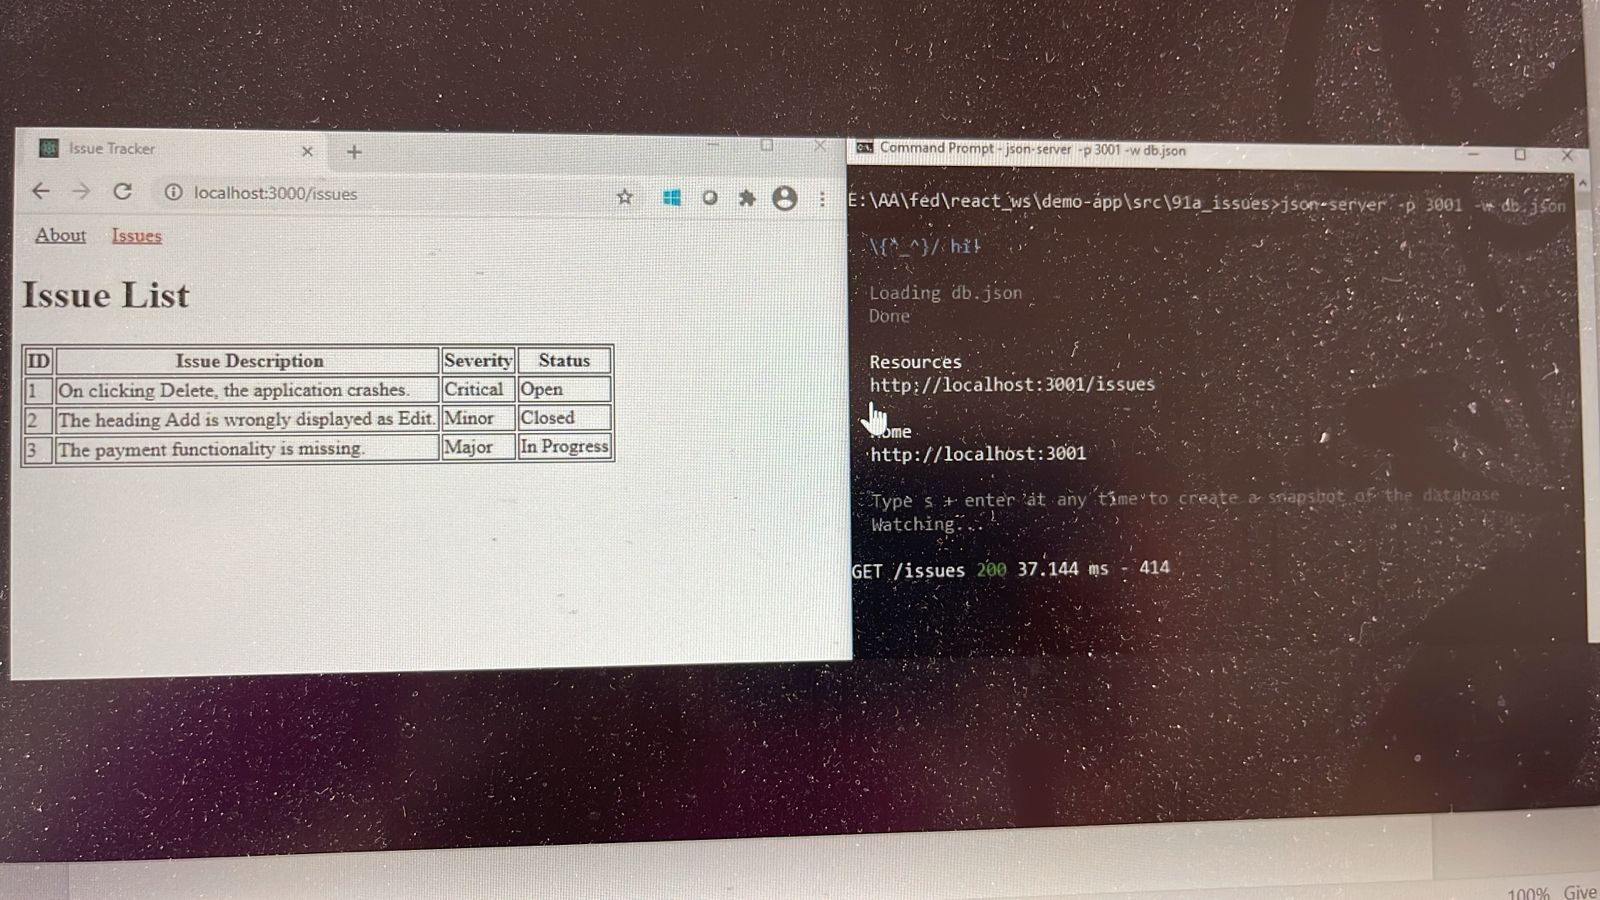 Issue Tracker
localhost:3000/issues
About Issues
Issue List
ID Issue Description Severity Status
1 On clicking Delete, the application crashes. Critical Open
2 The heading Add is wrongly displayed as Edit. Minor Closed
3 The payment functionality is missing. Major In Progress
Command Prompt - json-server -p 3001 -w db.json
E:\AA\fed\react_ws\demo-app\src\91a_issues>json-server -p 3001 -w db.json
\{^_^}/ hi!
Loading db.json
Done
Resources
http://localhost:3001/issues
Home
http://localhost:3001
Type s + enter at any time to create a snapshot of the database
Watching...
GET /issues 200 37.144 ms - 414
100% Give